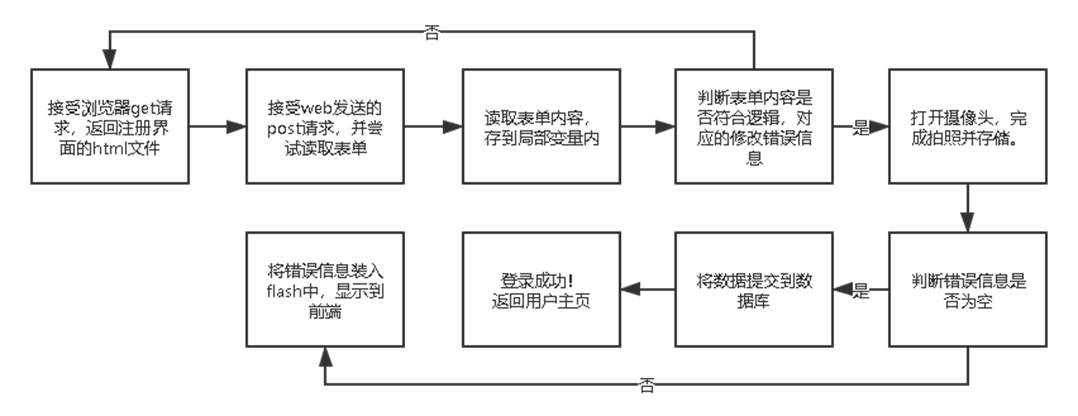 否
接受浏览器get请
求，返回注册界
面的html文件
接受web发送的
post请求，并尝
试读取表单
读取表单内容，
存到局部变量内
判断表单内容是
否符合逻辑，对
应的修改错误信
息
是
打开摄像头，完
成拍照并存储。
将错误信息装入
flash中，显示到
前端
登录成功！
返回用户主页
将数据提交到数
据库
是
判断错误信息是
否为空
否